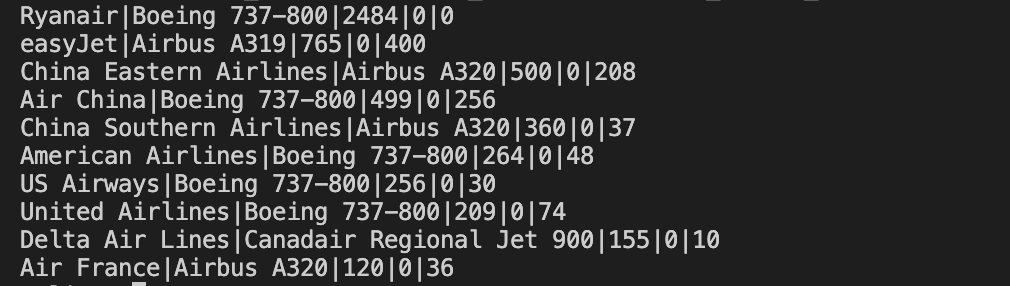 Ryanair|Boeing 737-800|2484|0|0
easyJet|Airbus A319|765|0|400
China Eastern Airlines|Airbus A320|500|0|208
Air China|Boeing 737-800|499|0|256
China Southern Airlines|Airbus A320|360|0|37
American Airlines|Boeing 737-800|264|0|48
US Airways|Boeing 737-800|256|0|30
United Airlines|Boeing 737-800|209|0|74
Delta Air Lines|Canadair Regional Jet 900|155|0|10
Air France|Airbus A320|120|0|36